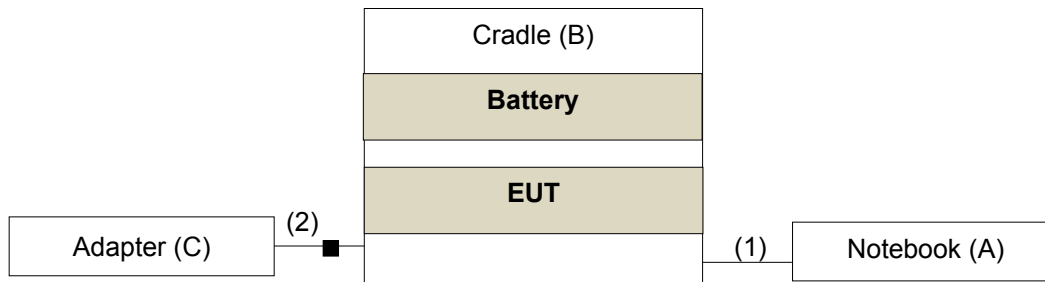 Cradle (B)
Battery
EUT
(2)
Adapter (C)
(1)
Notebook (A)